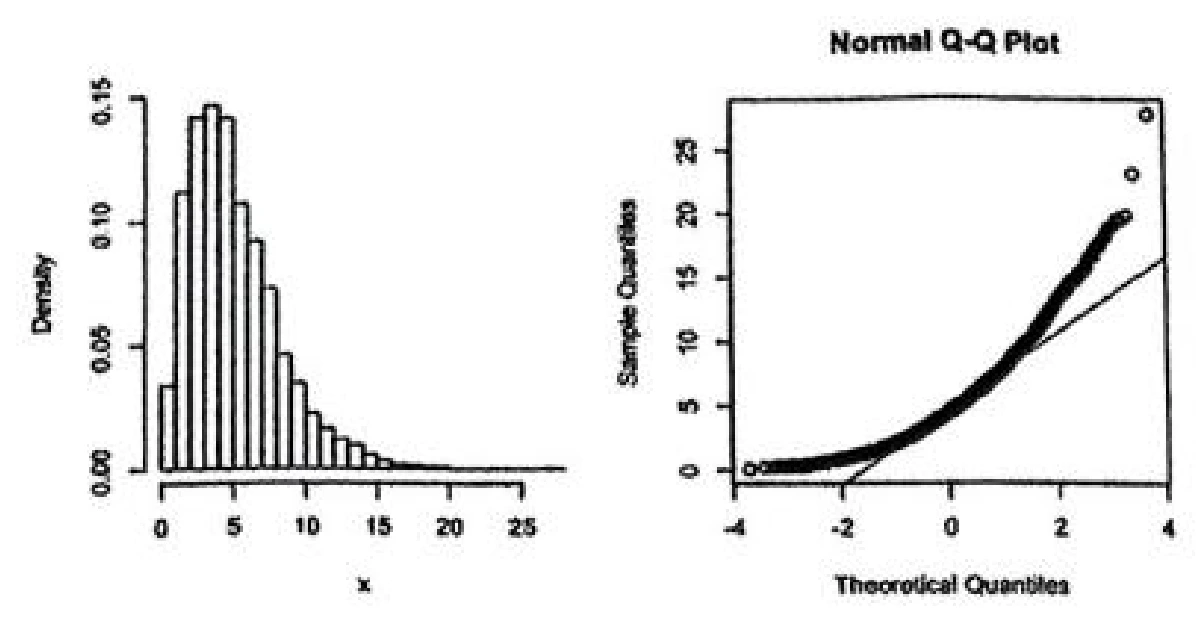 Density
0.00 0.05 0.10 0.15
0 5 10 15 20 25
x
Normal Q-Q Plot
Sample Quantiles
0 5 10 15 20 25
-4 -2 0 2 4
Theoretical Quantiles